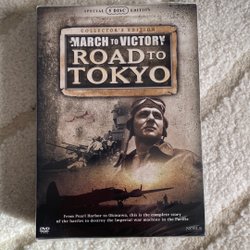 SPECIAL 5 DISC EDITION
COLLECTOR'S EDITION
MARCH TO VICTORY
ROAD TO
TOKYO
From Pearl Harbor to Okinawa, this is the complete story
of the battles to destroy the Imperial war machine in the Pacific
DVD